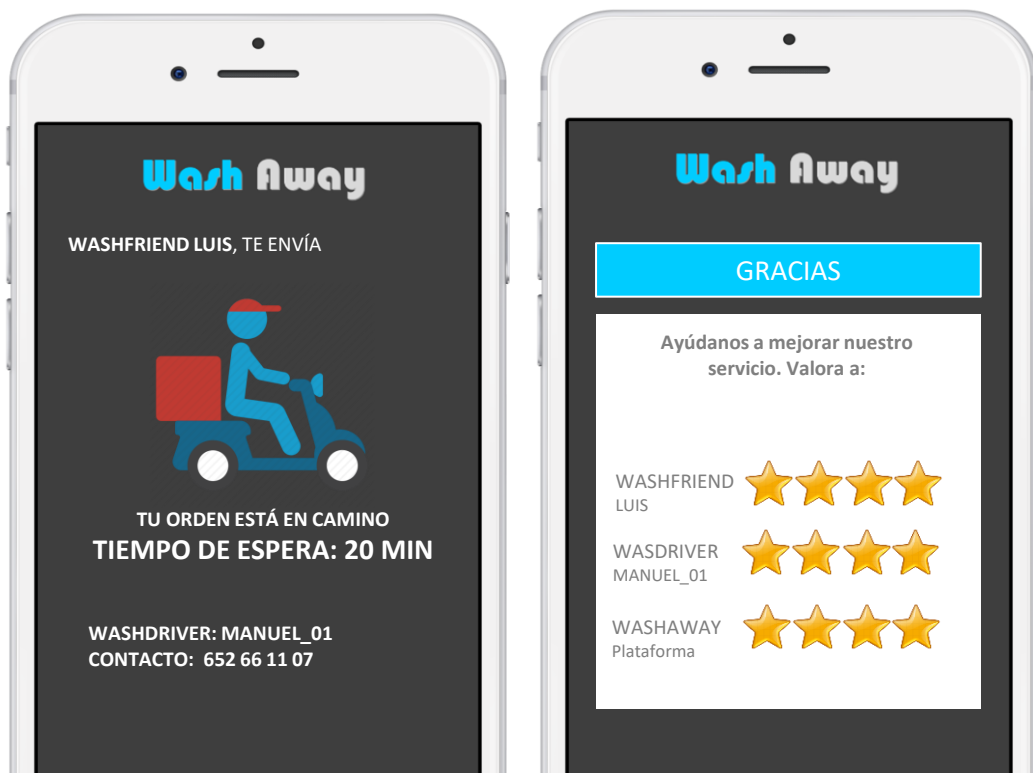 Wash Away
WASHFRIEND LUIS, TE ENVÍA
TU ORDEN ESTÁ EN CAMINO
TIEMPO DE ESPERA: 20 MIN
WASHDRIVER: MANUEL_01
CONTACTO: 652 66 11 07
Wash Away
GRACIAS
Ayúdanos a mejorar nuestro
servicio. Valora a:
WASHFRIEND
LUIS
WASDRIVER
MANUEL_01
WASHAWAY
Plataforma